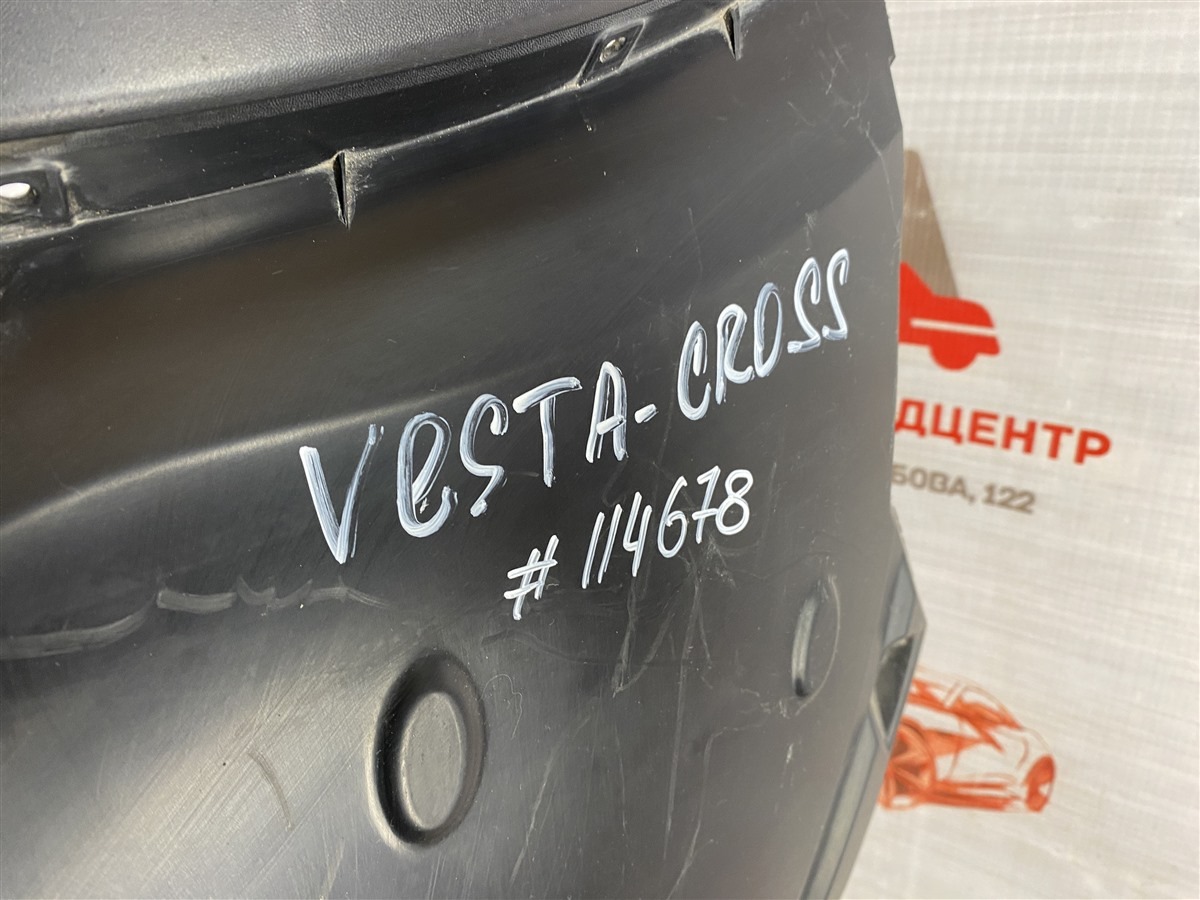 VeSTA-CROSS
#114678
ДЦЕНТР
БОВА, 122